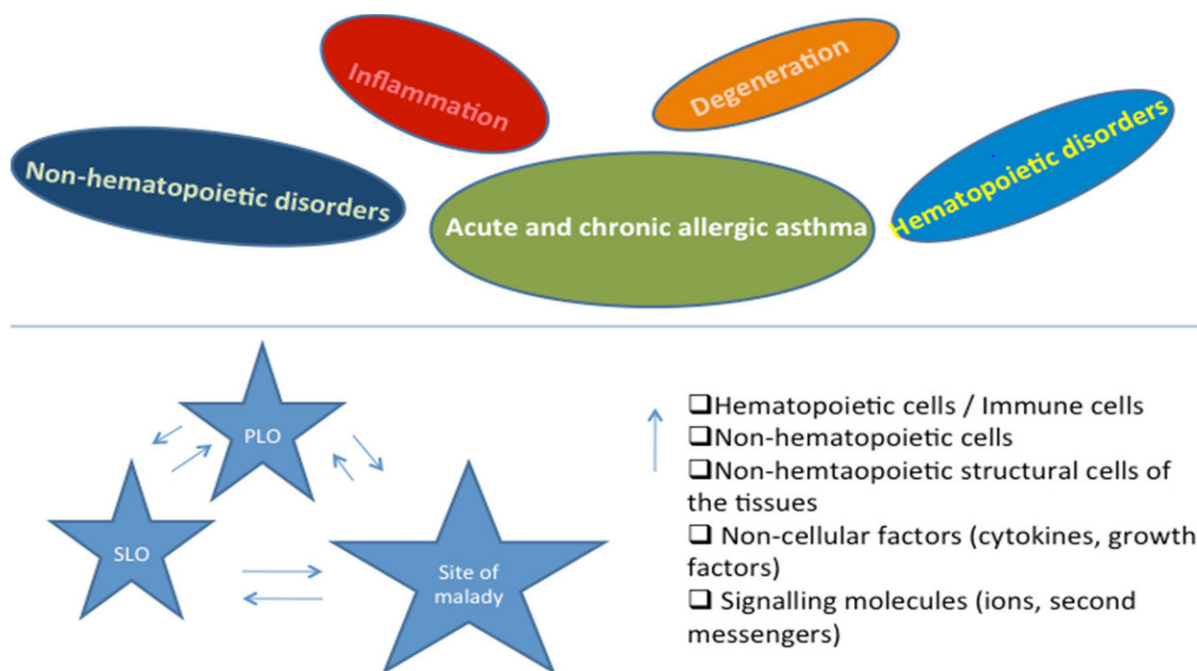 Inflammation
Degeneration
Non-hematopoietic disorders
Hematopoietic disorders
Acute and chronic allergic asthma
PLO
SLO
Site of
malady
❑Hematopoietic cells / Immune cells
❑Non-hematopoietic cells
❑Non-hemtaopoietic structural cells of
the tissues
❑ Non-cellular factors (cytokines, growth
factors)
❑ Signalling molecules (ions, second
messengers)